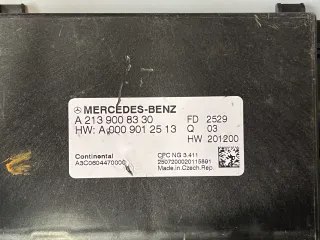 MERCEDES-BENZ
A 213 900 83 30 FD 2529
HW: A 000 901 25 13 Q 03
HW 201200
Continental CPC NG 3.411
A3C0604470000 2507200020115891
Made in Czech.Rep.